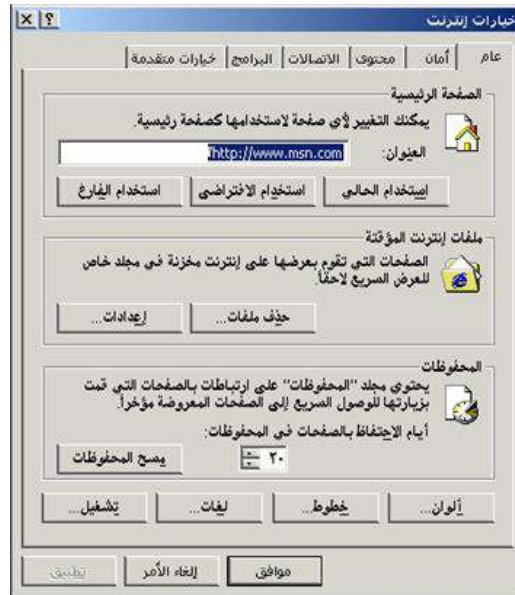 خيارات إنترنت
عام
أمان
محتوى
الاتصالات
البرامج
خيارات متقدمة
الصفحة الرئيسية
يمكنك التغيير لأي صفحة لاستخدامها كصفحة رئيسية.
العنوان: http://www.msn.com/
استخدام الحالي
استخدام الافتراضي
استخدام الفارغ
ملفات إنترنت المؤقتة
الصفحات التي تقوم بعرضها على إنترنت مخزنة في مجلد خاص
للعرض السريع لاحقاً.
حذف ملفات...
إعدادات...
المحفوظات
يحتوي مجلد "المحفوظات" على ارتباطات بالصفحات التي قمت
بزيارتها للوصول السريع إلى الصفحات المعروضة مؤخراً.
أيام الاحتفاظ بالصفحات في المحفوظات:
٢٠
مسح المحفوظات
ألوان...
خطوط...
لغات...
تشغيل...
موافق
إلغاء الأمر
تطبيق